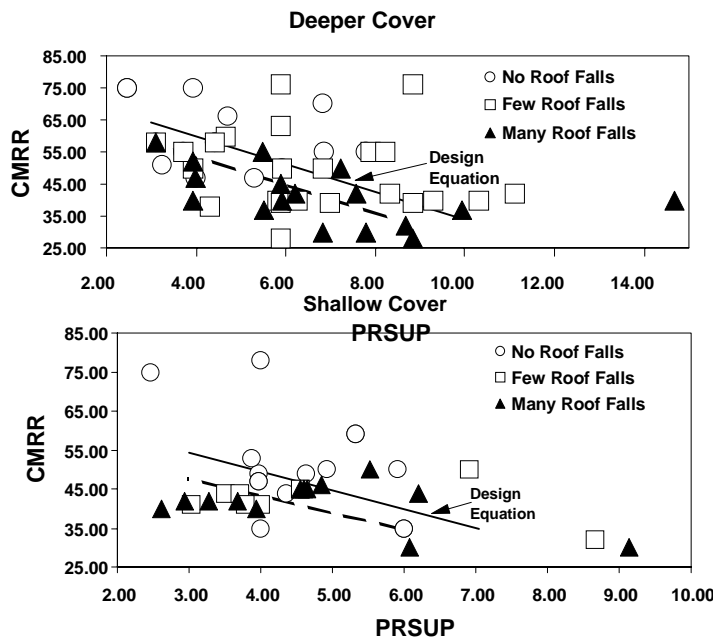 Deeper Cover
85.00
75.00
65.00
55.00
45.00
35.00
25.00
CMRR
No Roof Falls
Few Roof Falls
Many Roof Falls
Design
Equation
2.00 4.00 6.00 8.00 10.00 12.00 14.00
Shallow Cover
PRSUP
85.00
75.00
65.00
55.00
45.00
35.00
25.00
CMRR
No Roof Falls
Few Roof Falls
Many Roof Falls
Design
Equation
2.00 3.00 4.00 5.00 6.00 7.00 8.00 9.00 10.00
PRSUP